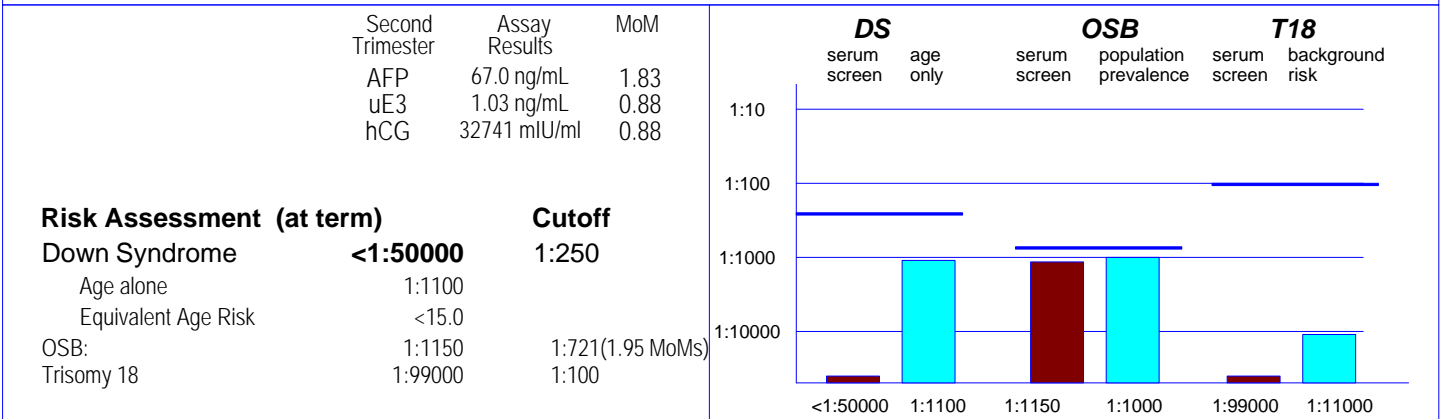 Second Assay MoM
Trimester Results
AFP 67.0 ng/mL 1.83
uE3 1.03 ng/mL 0.88
hCG 32741 mIU/ml 0.88
Risk Assessment (at term) Cutoff
Down Syndrome <1:50000 1:250
Age alone 1:1100
Equivalent Age Risk <15.0
OSB: 1:1150 1:721(1.95 MoMs)
Trisomy 18 1:99000 1:100
DS OSB T18
serum age serum population serum background
screen only screen prevalence screen risk
1:10
1:100
1:1000
1:10000
<1:50000 1:1100 1:1150 1:1000 1:99000 1:11000